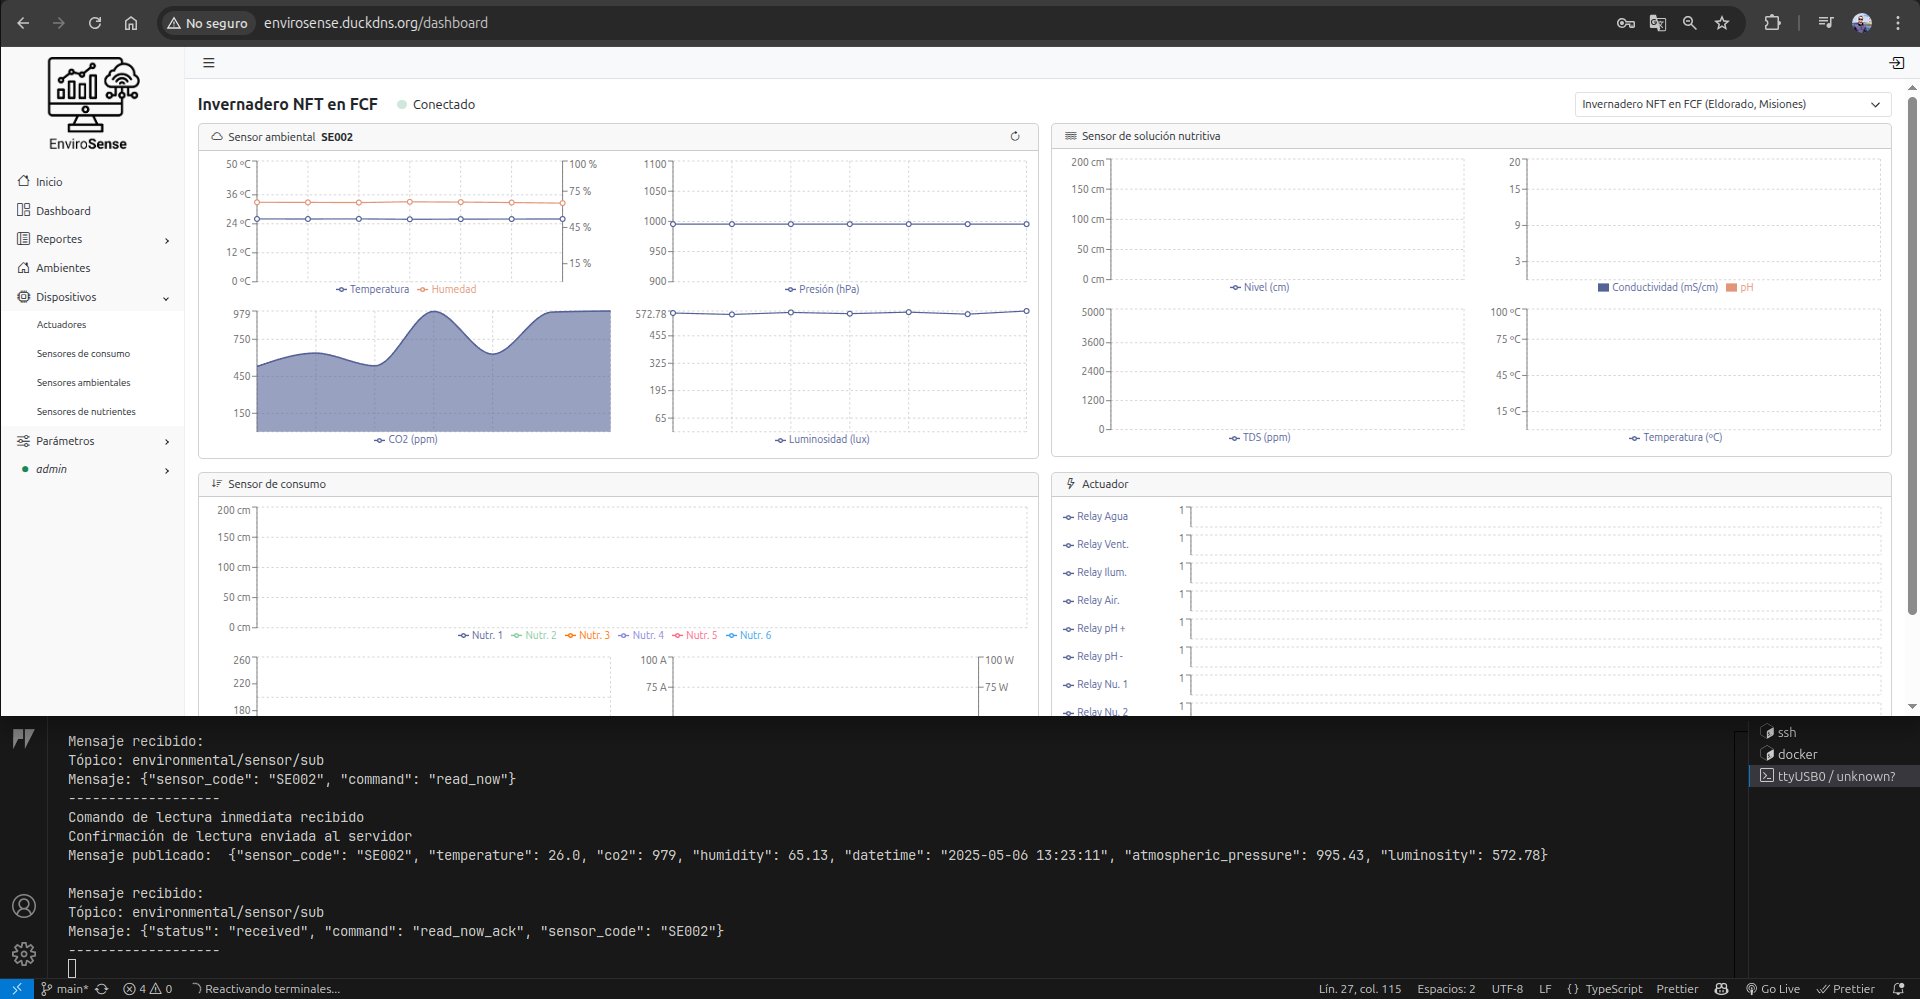 No seguro
envirosense.duckdns.org/dashboard
EnviroSense
Inicio
Dashboard
Reportes
Ambientes
Dispositivos
Actuadores
Sensores de consumo
Sensores ambientales
Sensores de nutrientes
Parámetros
admin
Invernadero NFT en FCF
Conectado
Invernadero NFT en FCF (Eldorado, Misiones)
Sensor ambiental SE002
50 ºC
36 ºC
24 ºC
12 ºC
0 ºC
100 %
75 %
45 %
15 %
Temperatura
Humedad
1100
1050
1000
950
900
Presión (hPa)
979
750
450
150
CO2 (ppm)
572.78
455
325
195
65
Luminosidad (lux)
Sensor de solución nutritiva
200 cm
150 cm
100 cm
50 cm
0 cm
Nivel (cm)
20
15
9
3
Conductividad (mS/cm)
pH
5000
3600
2400
1200
0
TDS (ppm)
100 ºC
75 ºC
45 ºC
15 ºC
Temperatura (ºC)
Sensor de consumo
200 cm
150 cm
100 cm
50 cm
0 cm
Nutr. 1
Nutr. 2
Nutr. 3
Nutr. 4
Nutr. 5
Nutr. 6
260
220
180
100 A
75 A
100 W
75 W
Actuador
Relay Agua
1
Relay Vent.
1
Relay Ilum.
1
Relay Air.
1
Relay pH +
1
Relay pH -
1
Relay Nu. 1
1
Relay Nu. 2
1
Mensaje recibido:
Tópico: environmental/sensor/sub
Mensaje: {"sensor_code": "SE002", "command": "read_now"}
-------------------
Comando de lectura inmediata recibido
Confirmación de lectura enviada al servidor
Mensaje publicado:  {"sensor_code": "SE002", "temperature": 26.0, "co2": 979, "humidity": 65.13, "datetime": "2025-05-06 13:23:11", "atmospheric_pressure": 995.43, "luminosity": 572.78}
Mensaje recibido:
Tópico: environmental/sensor/sub
Mensaje: {"status": "received", "command": "read_now_ack", "sensor_code": "SE002"}
-------------------
ssh
docker
ttyUSB0 / unknown?
main*
4
0
Reactivando terminales...
Lín. 27, col. 115
Espacios: 2
UTF-8
LF
{ } TypeScript
Prettier
Go Live
Prettier